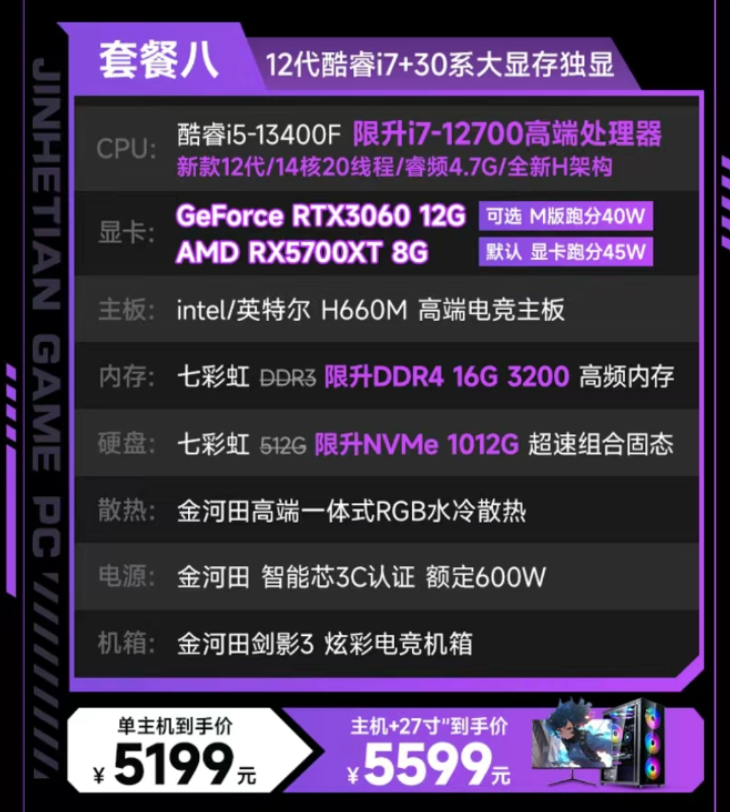 套餐八
12代酷睿i7+30系大显存独显
CPU: 酷睿i5-13400F 限升i7-12700高端处理器
新款12代/14核20线程/睿频4.7G/全新H架构
显卡: GeForce RTX3060 12G 可选 M版跑分40W
AMD RX5700XT 8G 默认 显卡跑分45W
主板: intel/英特尔 H660M 高端电竞主板
内存: 七彩虹 DDR3 限升DDR4 16G 3200 高频内存
硬盘: 七彩虹 512G 限升NVMe 1012G 超速组合固态
散热: 金河田高端一体式RGB水冷散热
电源: 金河田 智能芯3C认证 额定600W
机箱: 金河田剑影3 炫彩电竞机箱
单主机到手价
¥5199元
主机+27寸"到手价
¥5599元
JINHETIAN GAME PC